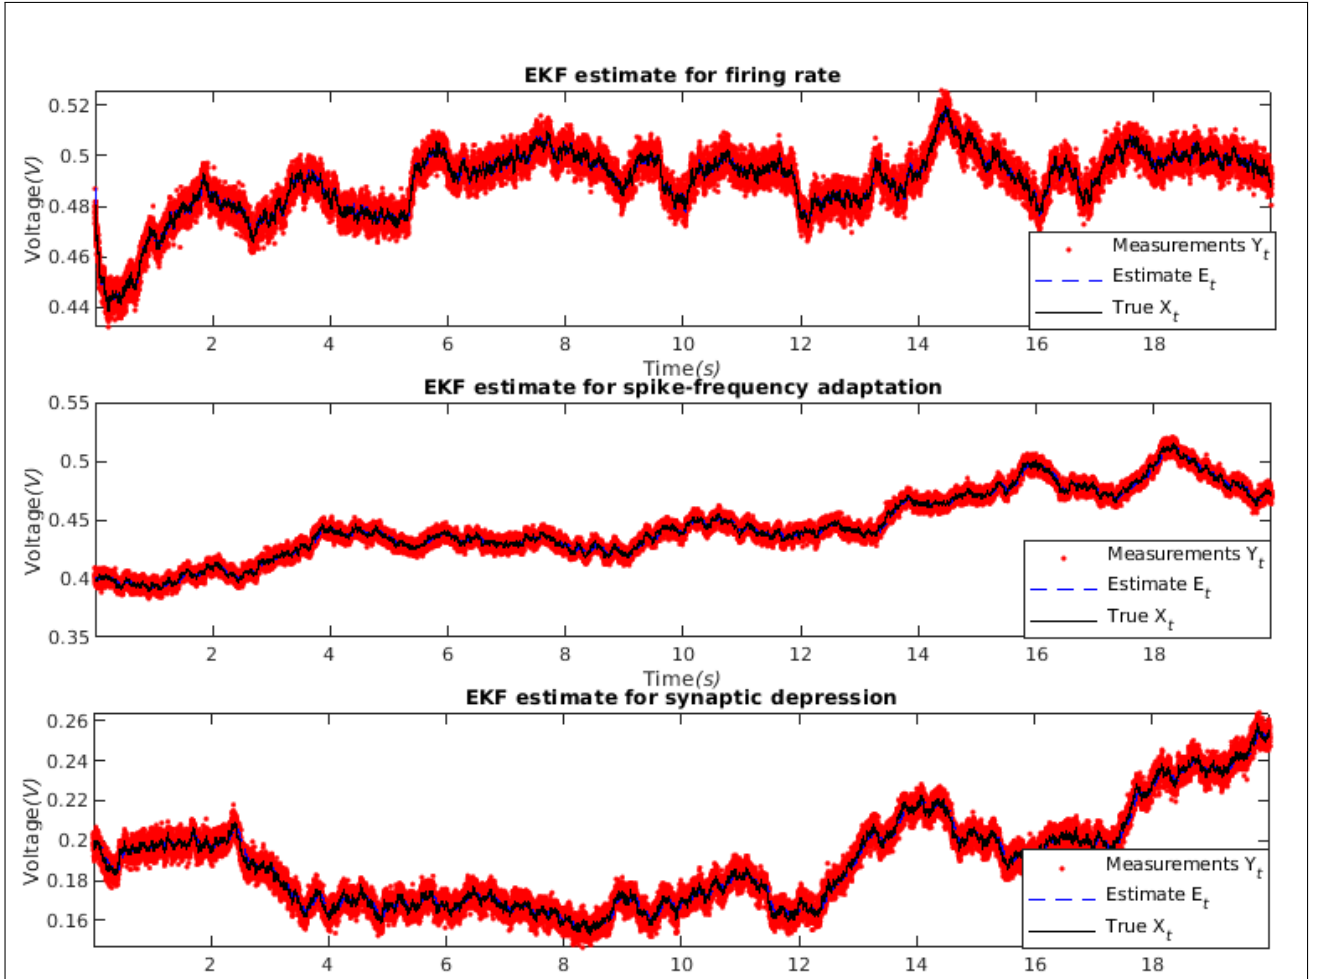 EKF estimate for firing rate
Voltage(V)
0.52
0.5
0.48
0.46
0.44
2 4 6 8 10 12 14 16 18
Time(s)
Measurements Y_t
Estimate E_t
True X_t
EKF estimate for spike-frequency adaptation
Voltage(V)
0.55
0.5
0.45
0.4
0.35
2 4 6 8 10 12 14 16 18
Time(s)
Measurements Y_t
Estimate E_t
True X_t
EKF estimate for synaptic depression
Voltage(V)
0.26
0.24
0.22
0.2
0.18
0.16
2 4 6 8 10 12 14 16 18
Measurements Y_t
Estimate E_t
True X_t